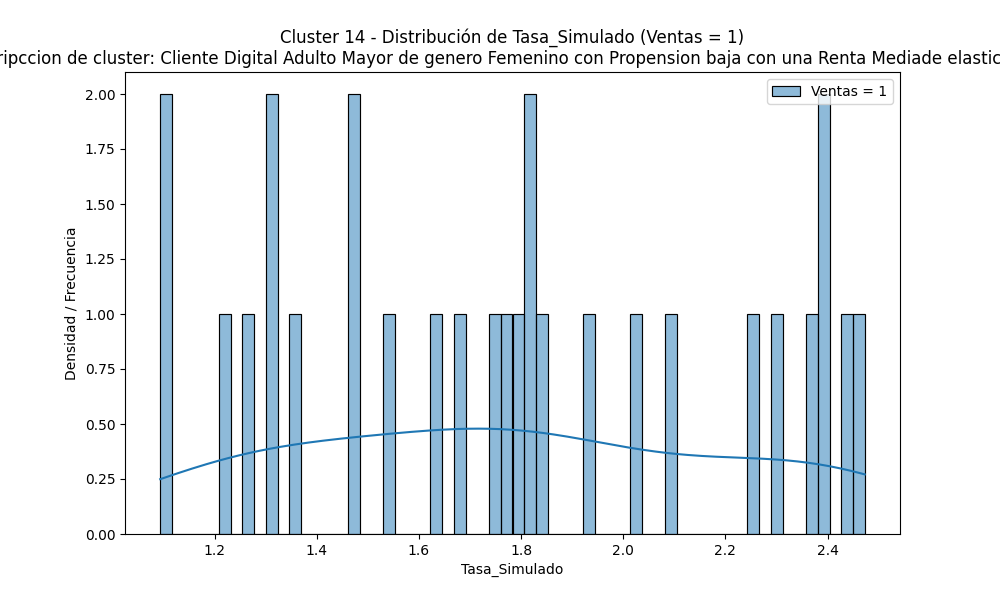 Cluster 14 - Distribución de Tasa_Simulado (Ventas = 1)
ripccion de cluster: Cliente Digital Adulto Mayor de genero Femenino con Propension baja con una Renta Mediade elastic
Ventas = 1
Densidad / Frecuencia
2.00
1.75
1.50
1.25
1.00
0.75
0.50
0.25
0.00
1.2 1.4 1.6 1.8 2.0 2.2 2.4
Tasa_Simulado